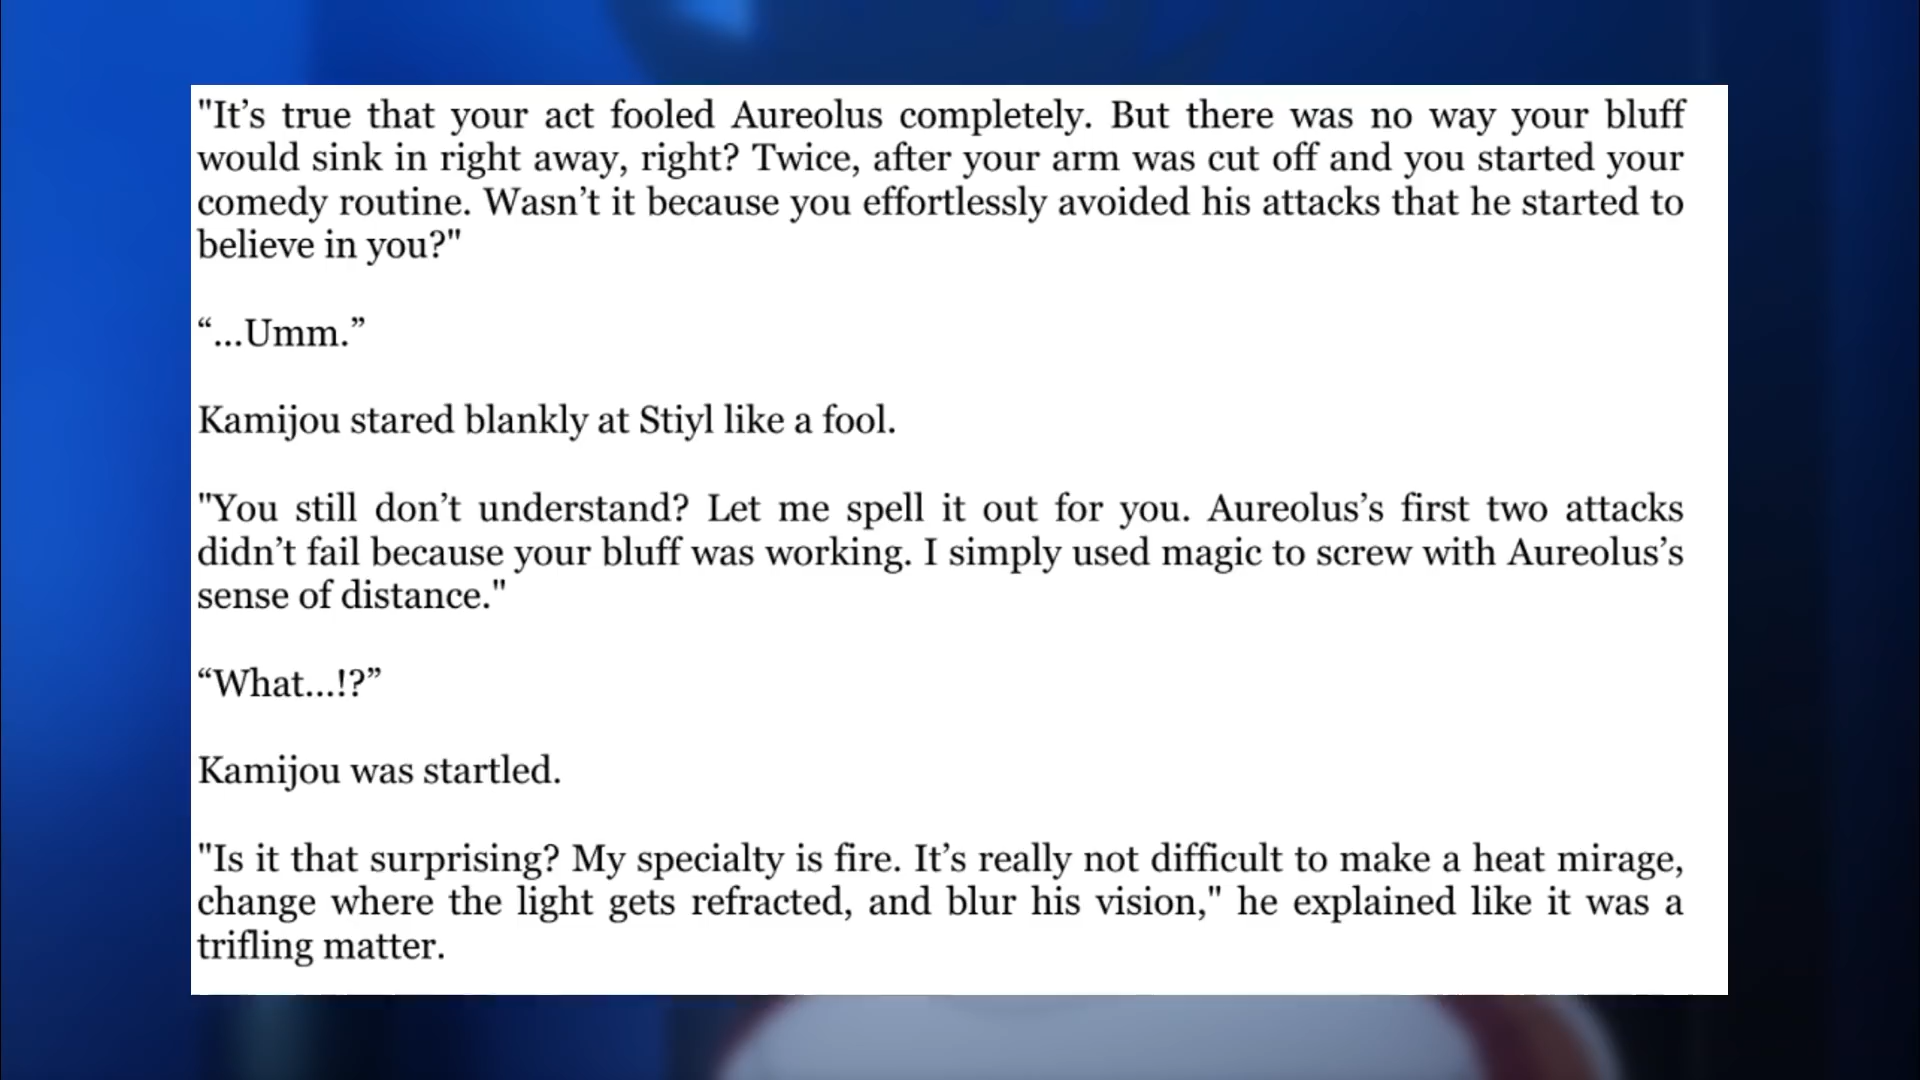 "It’s true that your act fooled Aureolus completely. But there was no way your bluff
would sink in right away, right? Twice, after your arm was cut off and you started your
comedy routine. Wasn’t it because you effortlessly avoided his attacks that he started to
believe in you?"
“...Umm.”
Kamijou stared blankly at Stiyl like a fool.
"You still don’t understand? Let me spell it out for you. Aureolus’s first two attacks
didn’t fail because your bluff was working. I simply used magic to screw with Aureolus’s
sense of distance."
“What...!?”
Kamijou was startled.
"Is it that surprising? My specialty is fire. It’s really not difficult to make a heat mirage,
change where the light gets refracted, and blur his vision," he explained like it was a
trifling matter.